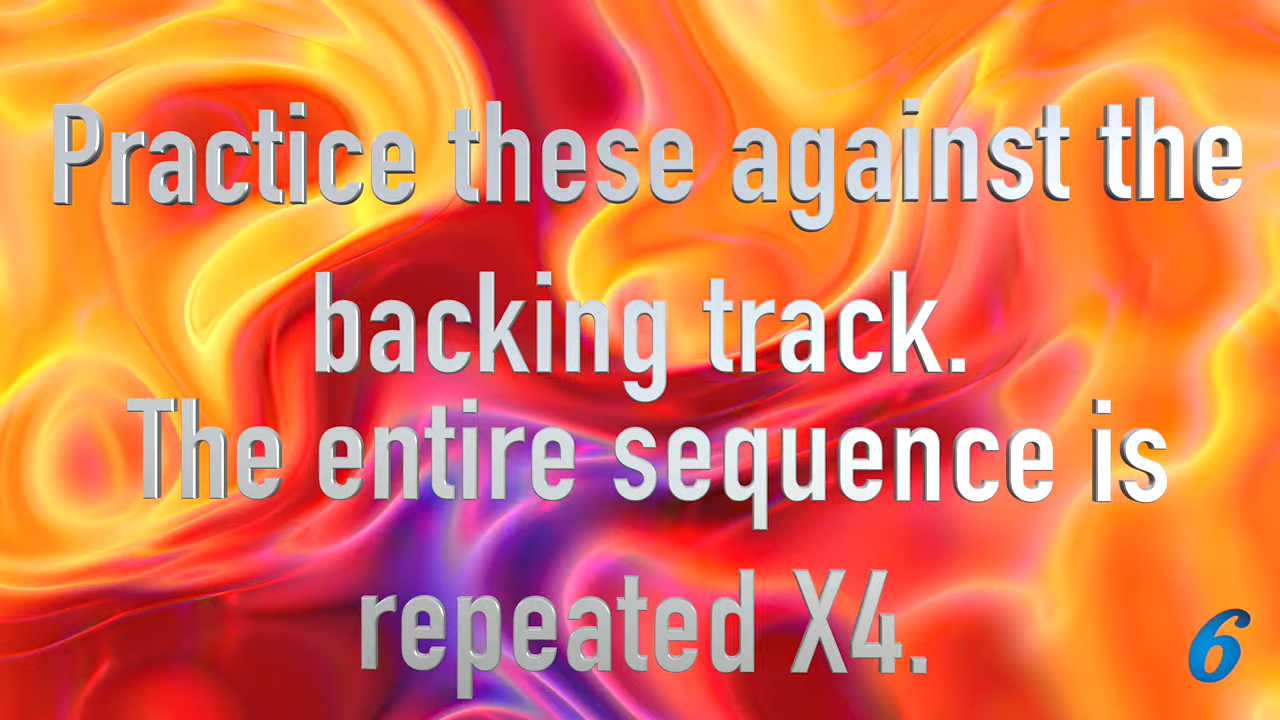 Practice these against the
backing track.
The entire sequence is
repeated X4.
6